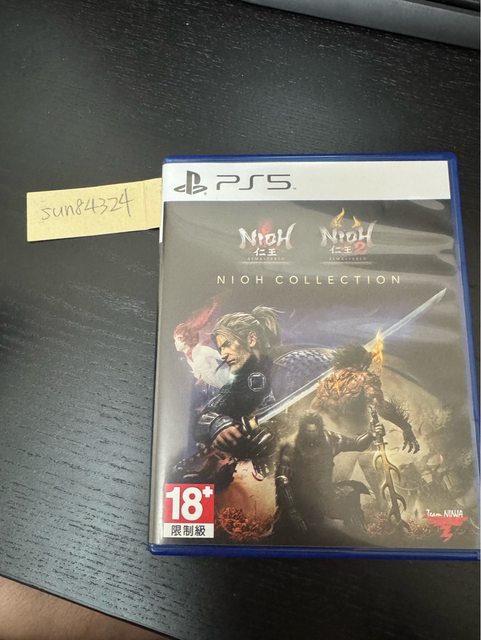 sun84324
PS5
NIOH
仁王
REMASTERED
NIOH
仁王2
REMASTERED
NIOH COLLECTION
18+
限制級
Team NINJA